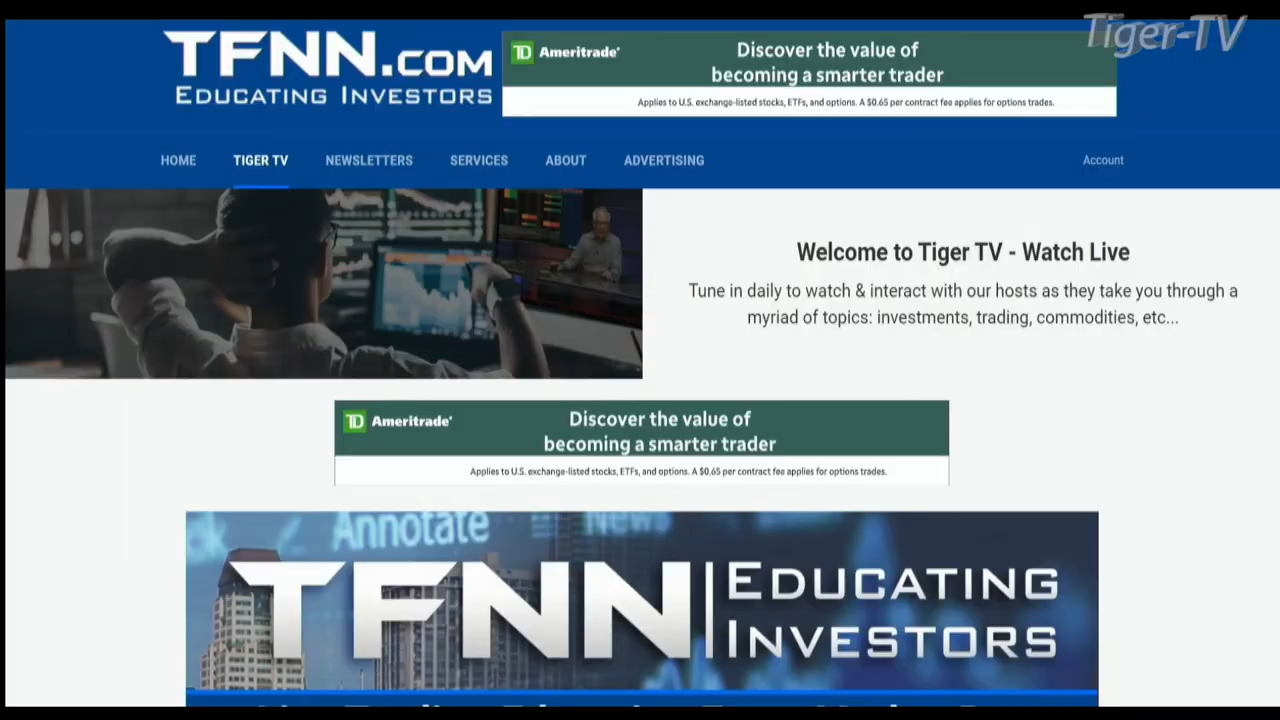 Tiger-TV
TFNN.COM
EDUCATING INVESTORS
TD Ameritrade
Discover the value of
becoming a smarter trader
Applies to U.S. exchange-listed stocks, ETFs, and options. A $0.65 per contract fee applies for options trades.
HOME TIGER TV NEWSLETTERS SERVICES ABOUT ADVERTISING Account
Welcome to Tiger TV - Watch Live
Tune in daily to watch & interact with our hosts as they take you through a
myriad of topics: investments, trading, commodities, etc...
TD Ameritrade
Discover the value of
becoming a smarter trader
Applies to U.S. exchange-listed stocks, ETFs, and options. A $0.65 per contract fee applies for options trades.
Annotate News
TFNN EDUCATING
INVESTORS